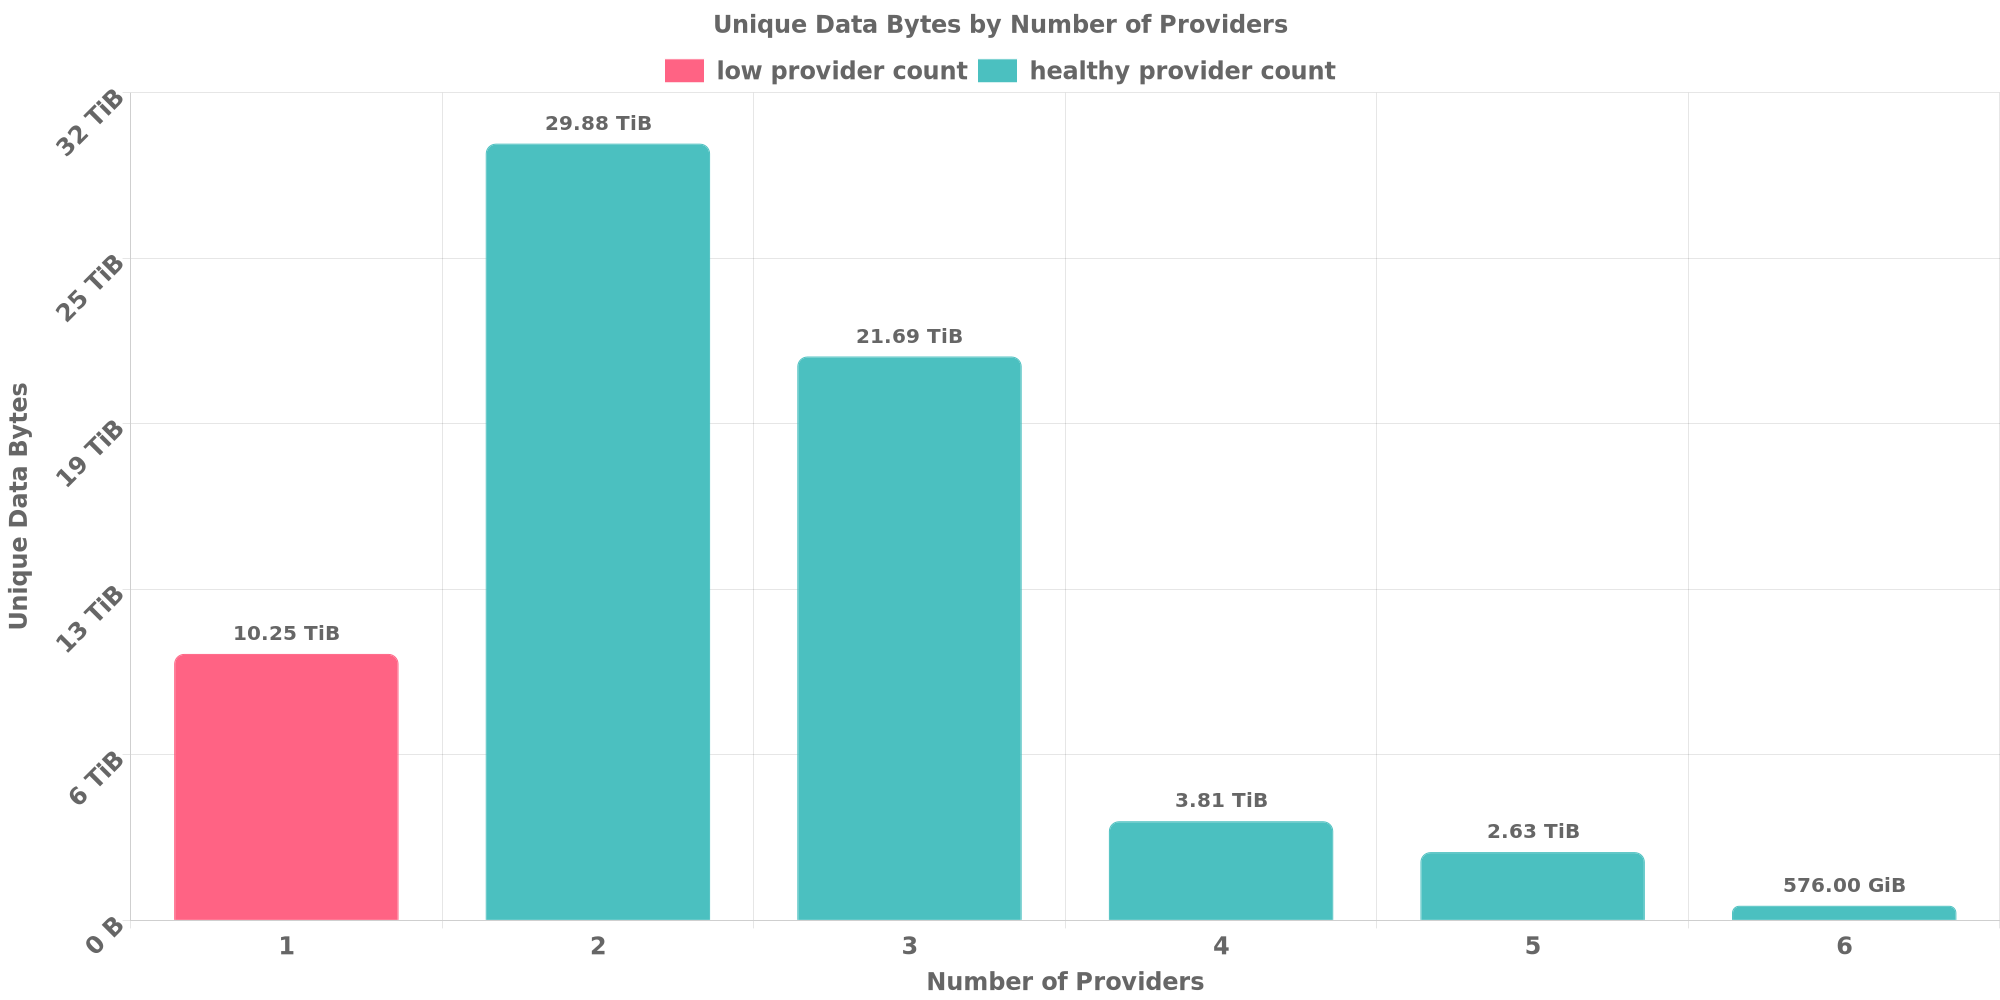 Unique Data Bytes by Number of Providers
low provider count
healthy provider count
Unique Data Bytes
32 TiB
25 TiB
19 TiB
13 TiB
6 TiB
0 B
10.25 TiB
29.88 TiB
21.69 TiB
3.81 TiB
2.63 TiB
576.00 GiB
1
2
3
4
5
6
Number of Providers